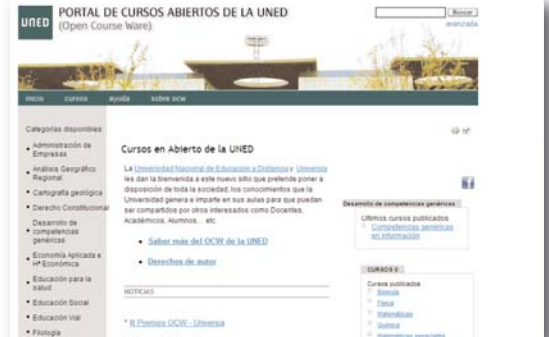 UNED
PORTAL DE CURSOS ABIERTOS DE LA UNED
(Open Course Ware)
Buscar
avanzada
inicio cursos ayuda sobre ocw
Categorías disponibles:
Administración de
Empresas
Análisis Geográfico
Regional
Cartografía geológica
Derecho Constitucional
Desarrollo de
competencias
genéricas
Economía Aplicada e
Hª Económica
Educación para la
salud
Educación Social
Educación Vial
Filología
Cursos en Abierto de la UNED
La Universidad Nacional de Educación a Distancia y Universia
les dan la bienvenida a este nuevo sitio que pretende poner a
disposición de toda la sociedad, los conocimientos que la
Universidad genera e imparte en sus aulas para que puedan
ser compartidos por otros interesados como Docentes,
Académicos, Alumnos... etc.
Saber más del OCW de la UNED
Derechos de autor
NOTICIAS
* III Premios OCW - Universia
Desarrollo de competencias genéricas
Ultimos cursos publicados
Competencias genéricas
en información
CURSOS 0
Cursos publicados
Biología
Física
Matemáticas
Química
Matemáticas especiales